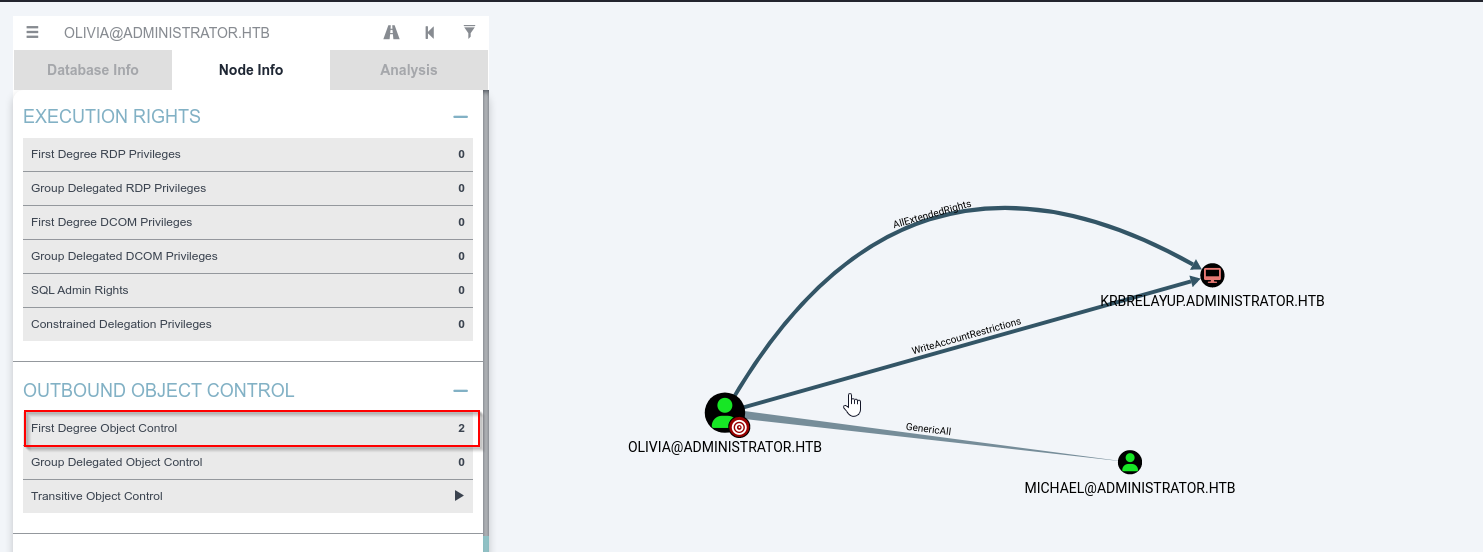 OLIVIA@ADMINISTRATOR.HTB
Database Info Node Info Analysis
EXECUTION RIGHTS
First Degree RDP Privileges 0
Group Delegated RDP Privileges 0
First Degree DCOM Privileges 0
Group Delegated DCOM Privileges 0
SQL Admin Rights 0
Constrained Delegation Privileges 0
OUTBOUND OBJECT CONTROL
First Degree Object Control 2
Group Delegated Object Control 0
Transitive Object Control
AllExtendedRights
KRBRELAYUP.ADMINISTRATOR.HTB
WriteAccountRestrictions
OLIVIA@ADMINISTRATOR.HTB
GenericAll
MICHAEL@ADMINISTRATOR.HTB